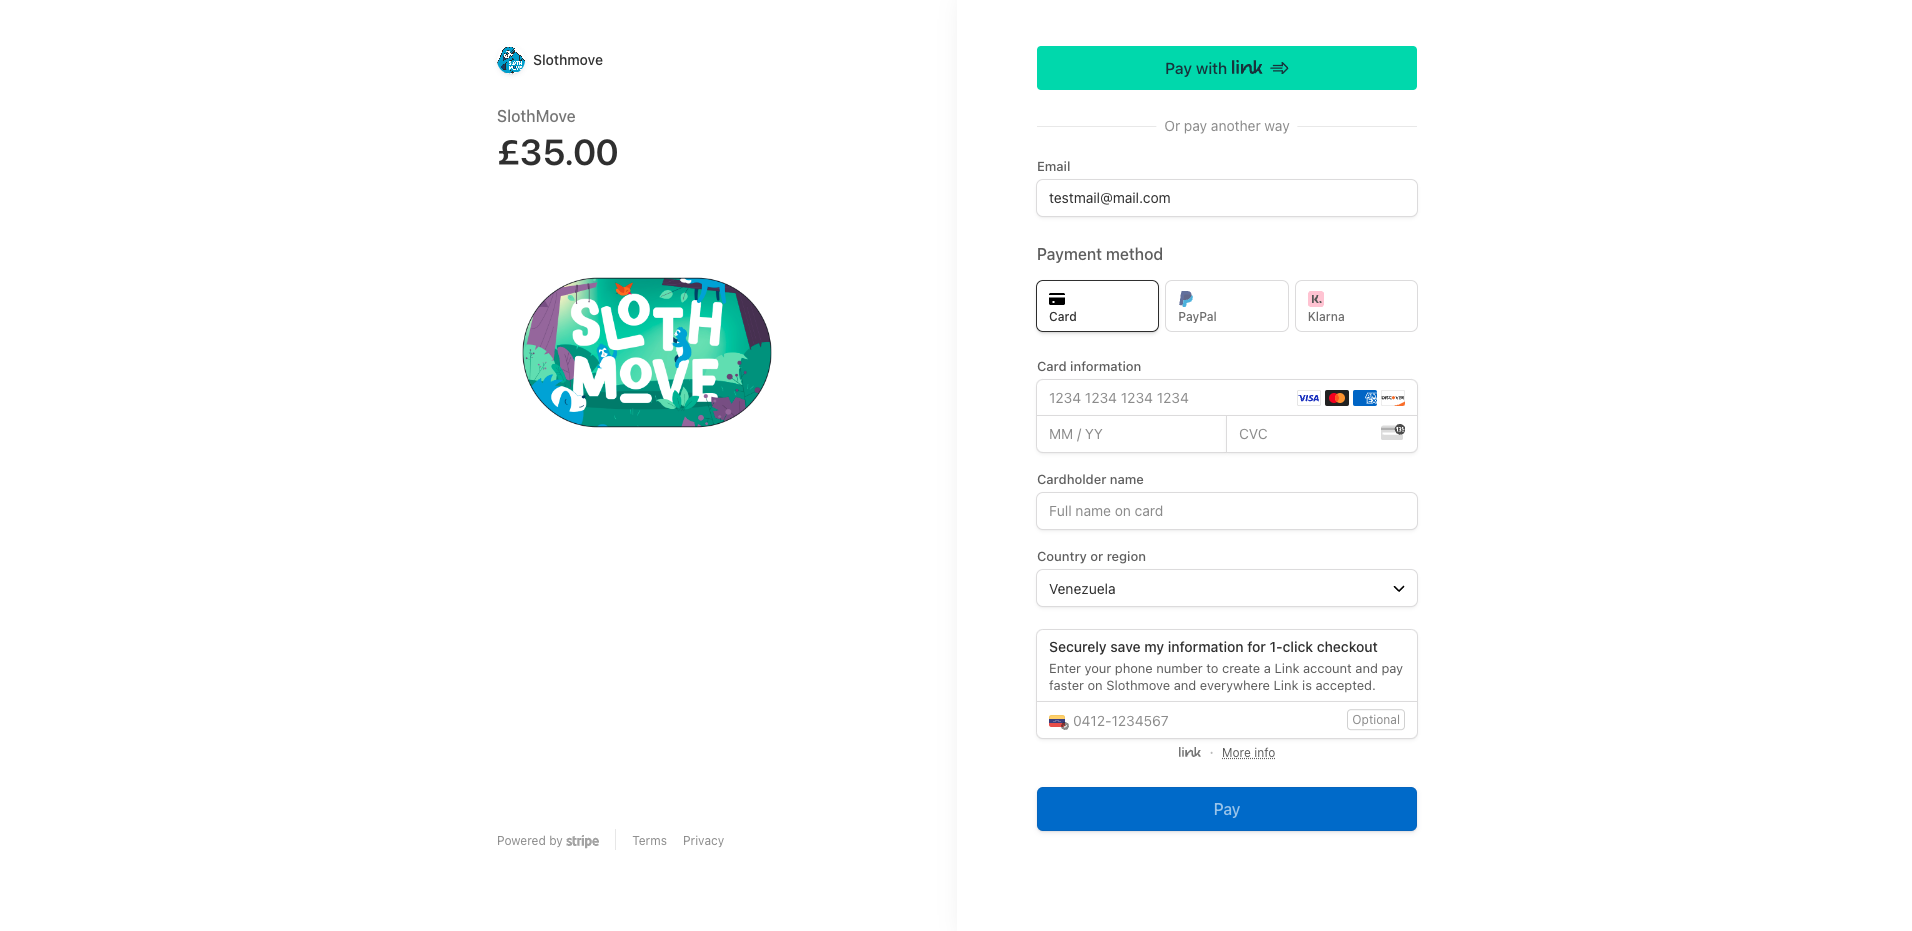 Slothmove
SlothMove
£35.00
SLOTH
MOVE
Powered by stripe
Terms
Privacy
Pay with link
Or pay another way
Email
testmail@mail.com
Payment method
Card
PayPal
K.
Klarna
Card information
1234 1234 1234 1234
VISA
AMEX
DISCOVER
MM / YY
CVC
135
Cardholder name
Full name on card
Country or region
Venezuela
Securely save my information for 1-click checkout
Enter your phone number to create a Link account and pay
faster on Slothmove and everywhere Link is accepted.
0412-1234567
Optional
link · More info
Pay